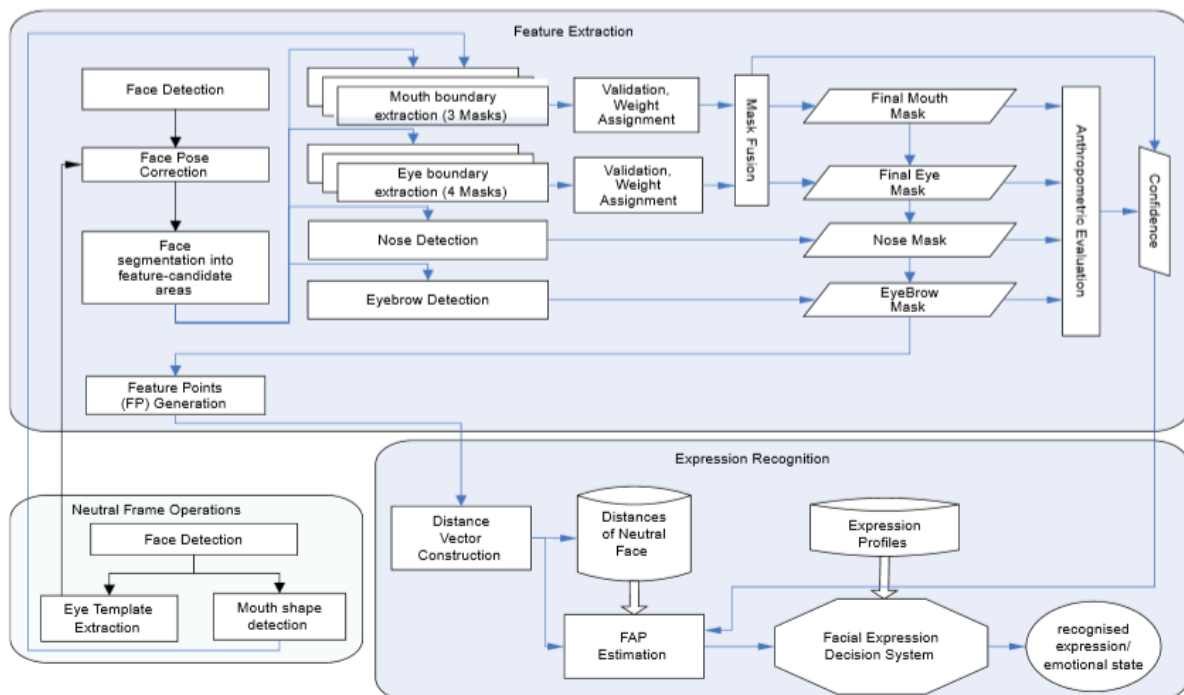 Feature Extraction
Face Detection
Face Pose
Correction
Face
segmentation into
feature-candidate
areas
Mouth boundary
extraction (3 Masks)
Eye boundary
extraction (4 Masks)
Nose Detection
Eyebrow Detection
Validation,
Weight
Assignment
Validation,
Weight
Assignment
Mask Fusion
Final Mouth
Mask
Final Eye
Mask
Nose Mask
EyeBrow
Mask
Anthropometric Evaluation
Confidence
Feature Points
(FP) Generation
Neutral Frame Operations
Face Detection
Eye Template
Extraction
Mouth shape
detection
Expression Recognition
Distance
Vector
Construction
Distances
of Neutral
Face
Expression
Profiles
FAP
Estimation
Facial Expression
Decision System
recognised
expression/
emotional state